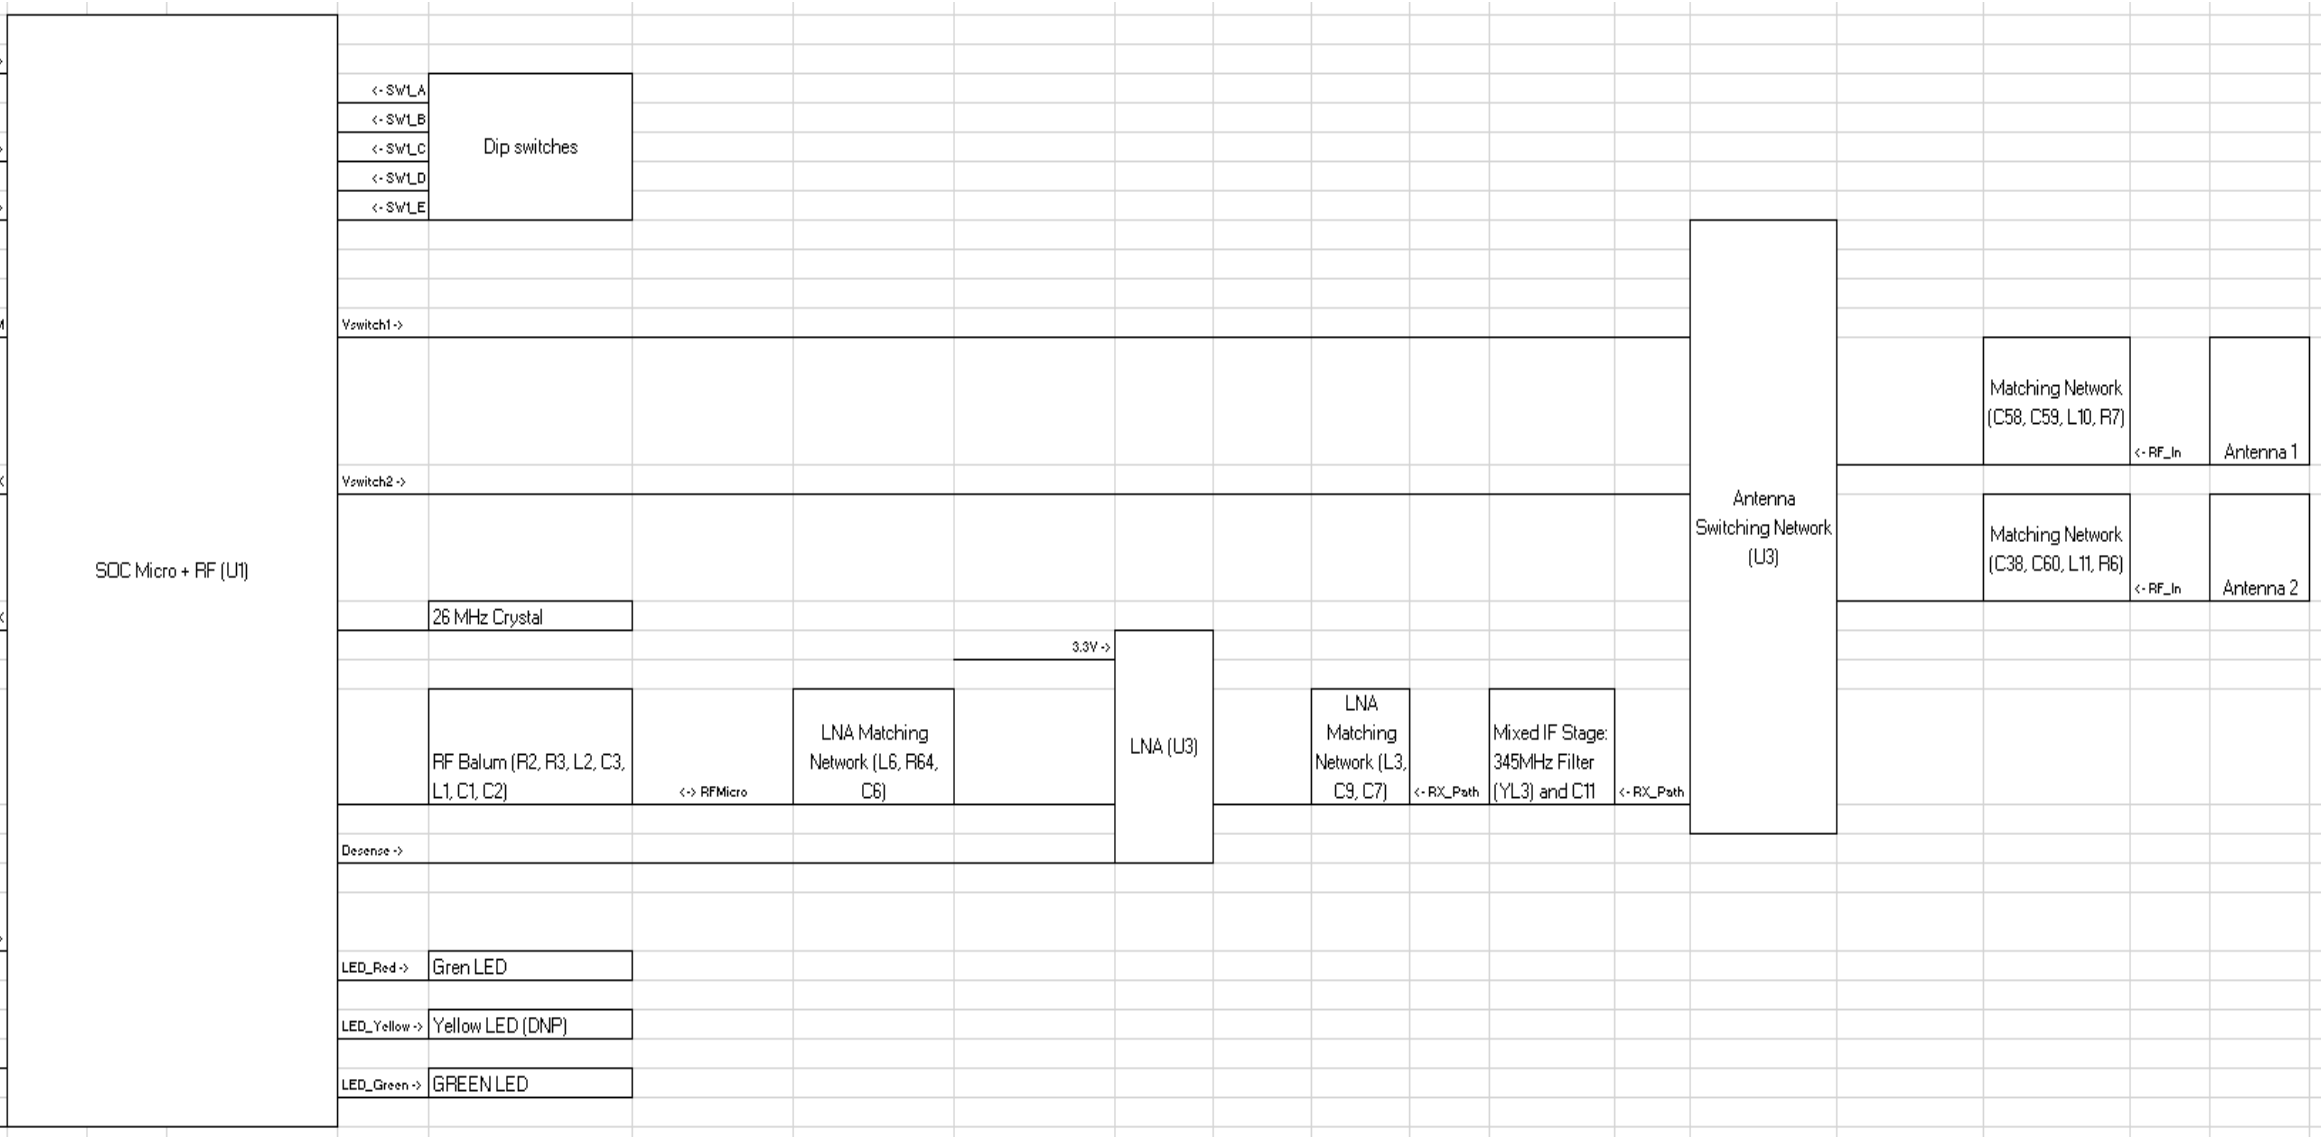 <- SW1_A
<- SW1_B
<- SW1_C
<- SW1_D
<- SW1_E
Dip switches
Vswitch1 ->
Vswitch2 ->
SOC Micro + RF (U1)
Antenna
Switching Network
(U3)
Matching Network
(C58, C59, L10, R7)
<- RF_In
Antenna 1
Matching Network
(C38, C60, L11, R6)
<- RF_In
Antenna 2
26 MHz Crystal
3.3V ->
RF Balum (R2, R3, L2, C3,
L1, C1, C2)
<-> RFMicro
LNA Matching
Network (L6, R64,
C6)
LNA (U3)
LNA
Matching
Network (L3,
C9, C7)
<- RX_Path
Mixed IF Stage:
345MHz Filter
(YL3) and C11
<- RX_Path
Desense ->
LED_Red ->
Gren LED
LED_Yellow ->
Yellow LED (DNP)
LED_Green ->
GREEN LED